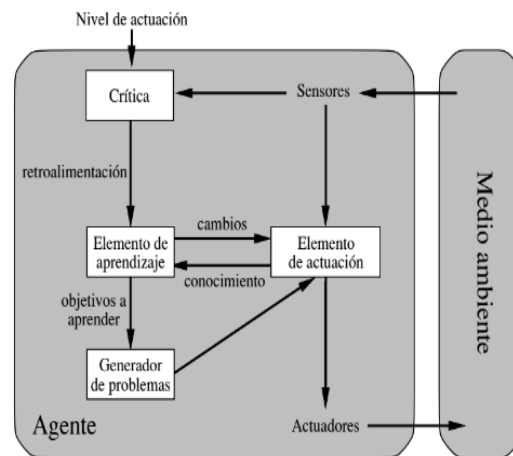 Nivel de actuación
Crítica
Sensores
retroalimentación
Elemento de
aprendizaje
cambios
Elemento
de actuación
conocimiento
objetivos a
aprender
Generador
de problemas
Agente
Actuadores
Medio ambiente